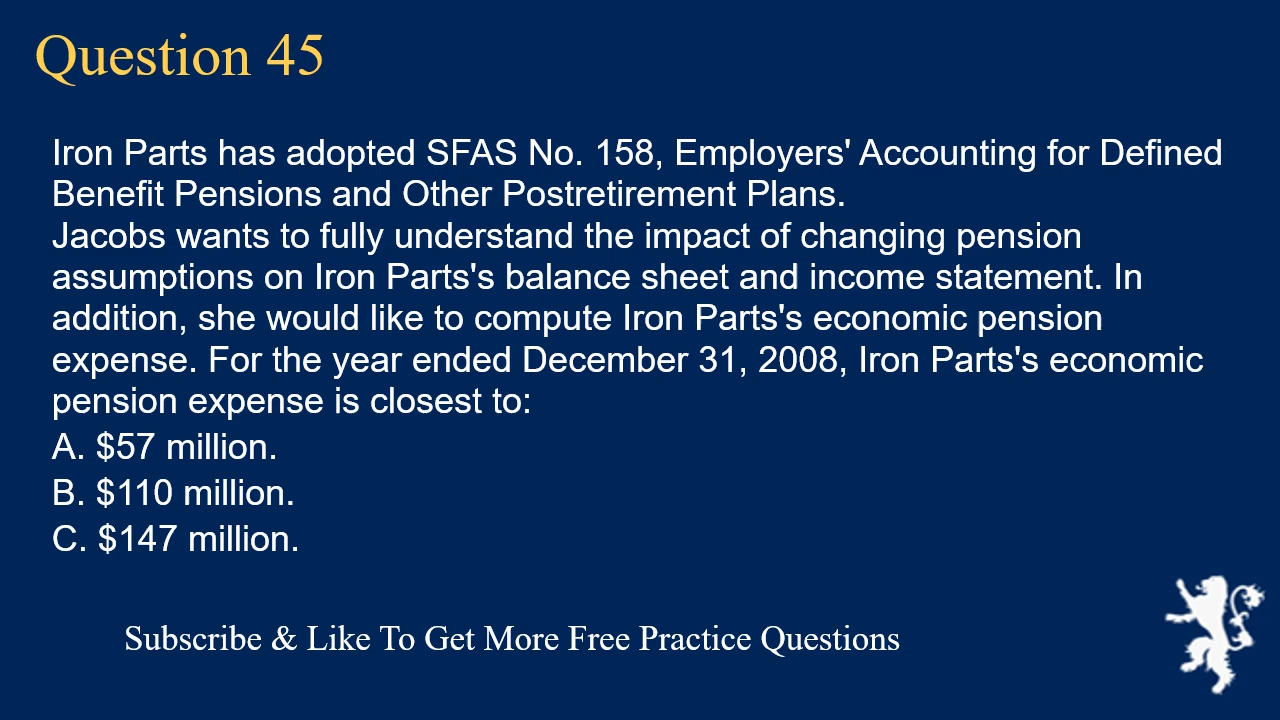 Question 45
Iron Parts has adopted SFAS No. 158, Employers' Accounting for Defined
Benefit Pensions and Other Postretirement Plans.
Jacobs wants to fully understand the impact of changing pension
assumptions on Iron Parts's balance sheet and income statement. In
addition, she would like to compute Iron Parts's economic pension
expense. For the year ended December 31, 2008, Iron Parts's economic
pension expense is closest to:
A. $57 million.
B. $110 million.
C. $147 million.
Subscribe & Like To Get More Free Practice Questions